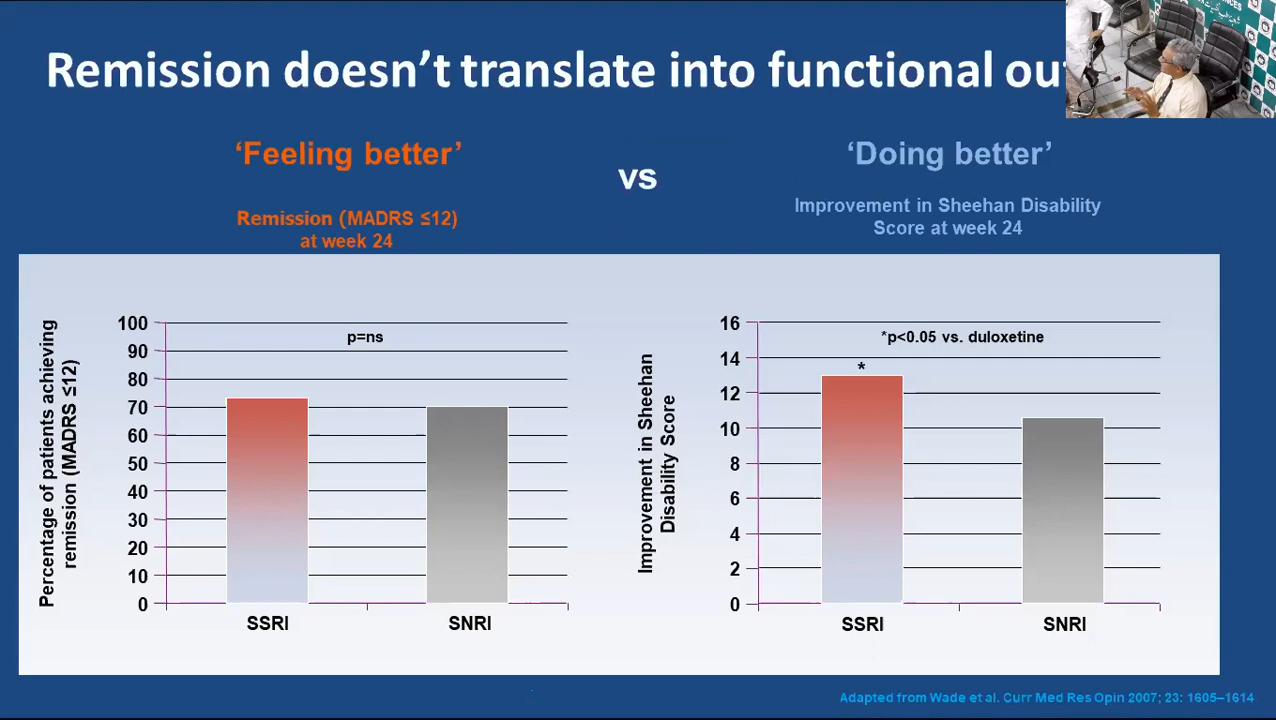 Remission doesn't translate into functional
'Feeling better'
vs
'Doing better'
Remission (MADRS ≤12)
at week 24
Improvement in Sheehan Disability
Score at week 24
Percentage of patients achieving
remission (MADRS ≤12)
100
90
80
70
60
50
40
30
20
10
0
p=ns
SSRI
SNRI
Improvement in Sheehan
Disability Score
16
14
12
10
8
6
4
2
0
*p<0.05 vs. duloxetine
*
SSRI
SNRI
Adapted from Wade et al. Curr Med Res Opin 2007; 23: 1605–1614